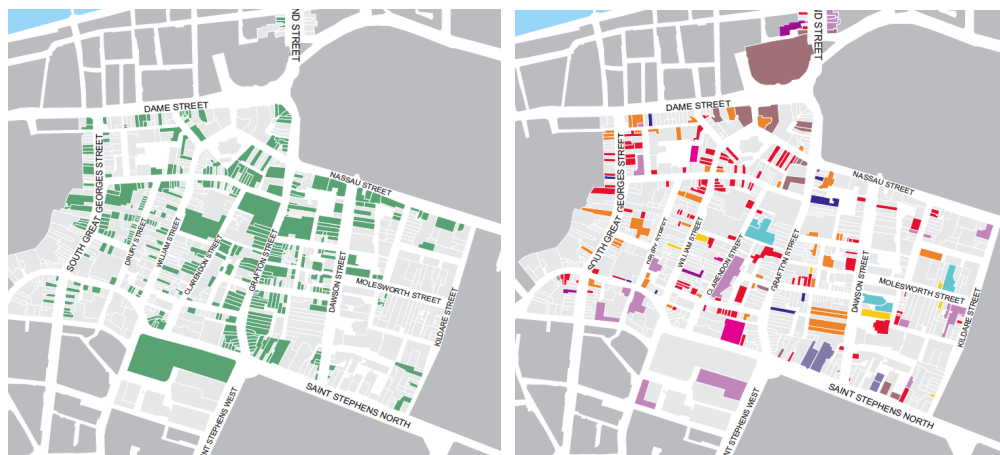 ND STREET
DAME STREET
SOUTH GREAT GEORGES STREET
NASSAU STREET
DRURY STREET
WILLIAM STREET
CLARENDON STREET
GRAFTON STREET
DAWSON STREET
MOLESWORTH STREET
KILDARE STREET
SAINT STEPHENS NORTH
NT STEPHENS WEST
ND STREET
DAME STREET
SOUTH GREAT GEORGES STREET
NASSAU STREET
DRURY STREET
WILLIAM STREET
CLARENDON STREET
GRAFTON STREET
DAWSON STREET
MOLESWORTH STREET
KILDARE STREET
SAINT STEPHENS NORTH
NT STEPHENS WEST